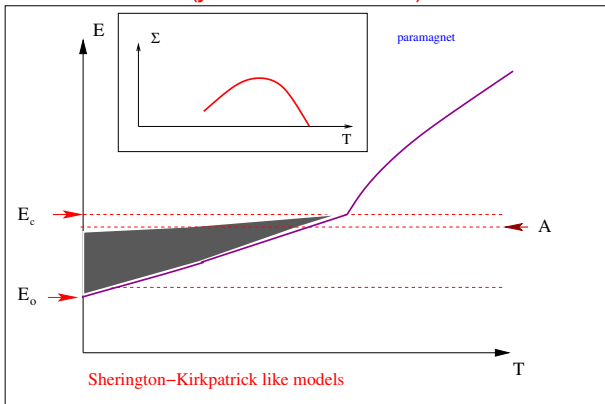 E
Σ
T
paramagnet
E_c
A
E_o
T
Sherington−Kirkpatrick like models